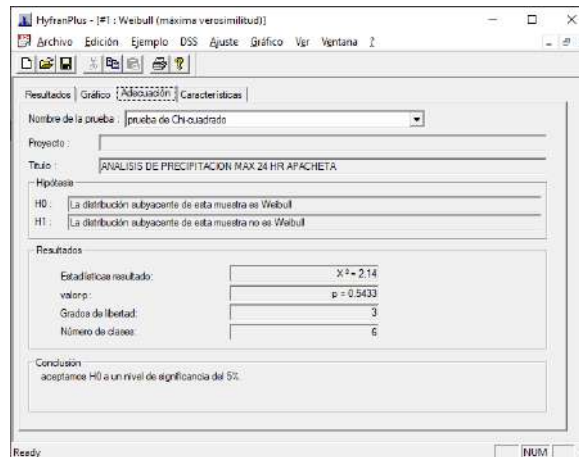 HyfranPlus - [#1 : Weibull (máxima verosimilitud)]
Archivo Edición Ejemplo DSS Ajuste Gráfico Ver Ventana ?
Resultados Gráfico Adecuación Características
Nombre de la prueba : prueba de Chi-cuadrado
Proyecto :
Título : ANALISIS DE PRECIPITACION MAX 24 HR APACHETA
Hipótesis
H0 : La distribución subyacente de esta muestra es Weibull
H1 : La distribución subyacente de esta muestra no es Weibull
Resultados
Estadísticas resultado: X² = 2.14
valor p : p = 0.5433
Grados de libertad: 3
Número de clases: 6
Conclusión
aceptamos H0 a un nivel de significancia del 5%.
Ready NUM